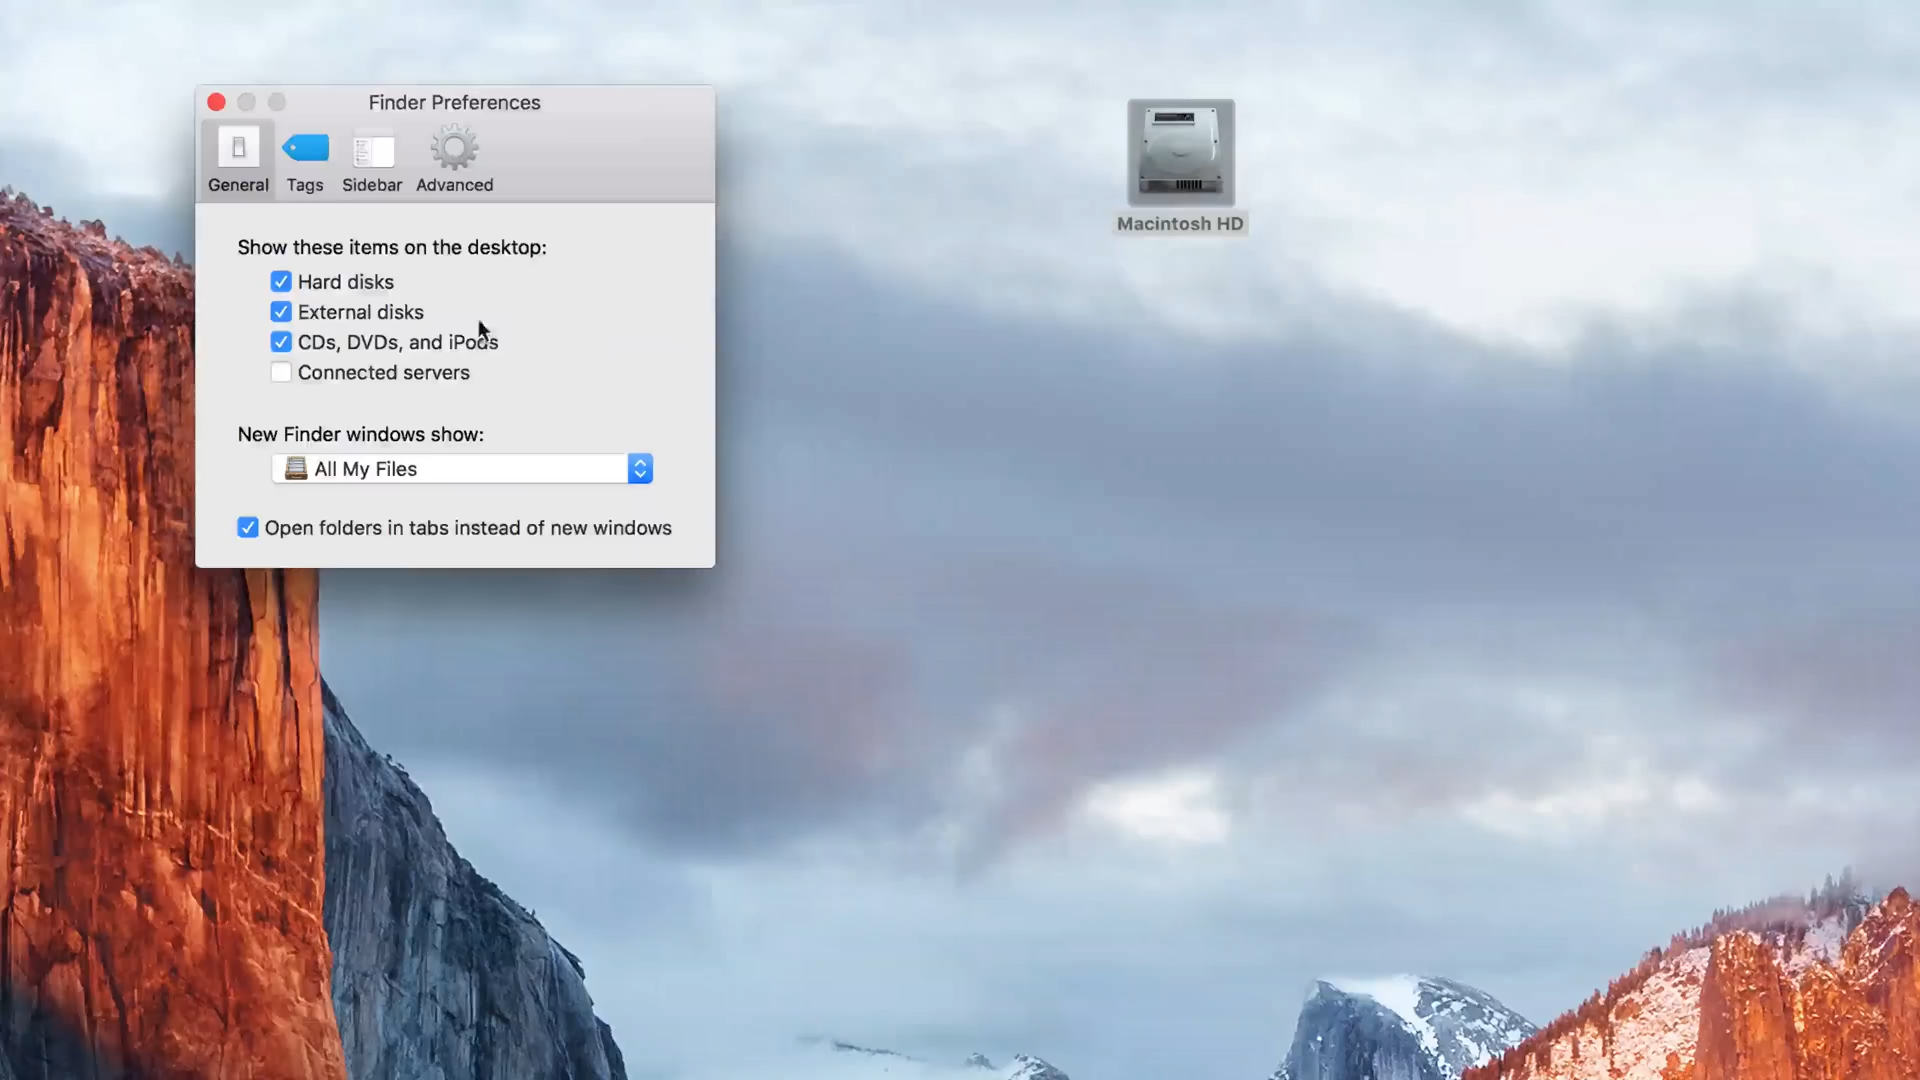 Finder Preferences
General Tags Sidebar Advanced
Show these items on the desktop:
Hard disks
External disks
CDs, DVDs, and iPods
Connected servers
New Finder windows show:
All My Files
Open folders in tabs instead of new windows
Macintosh HD